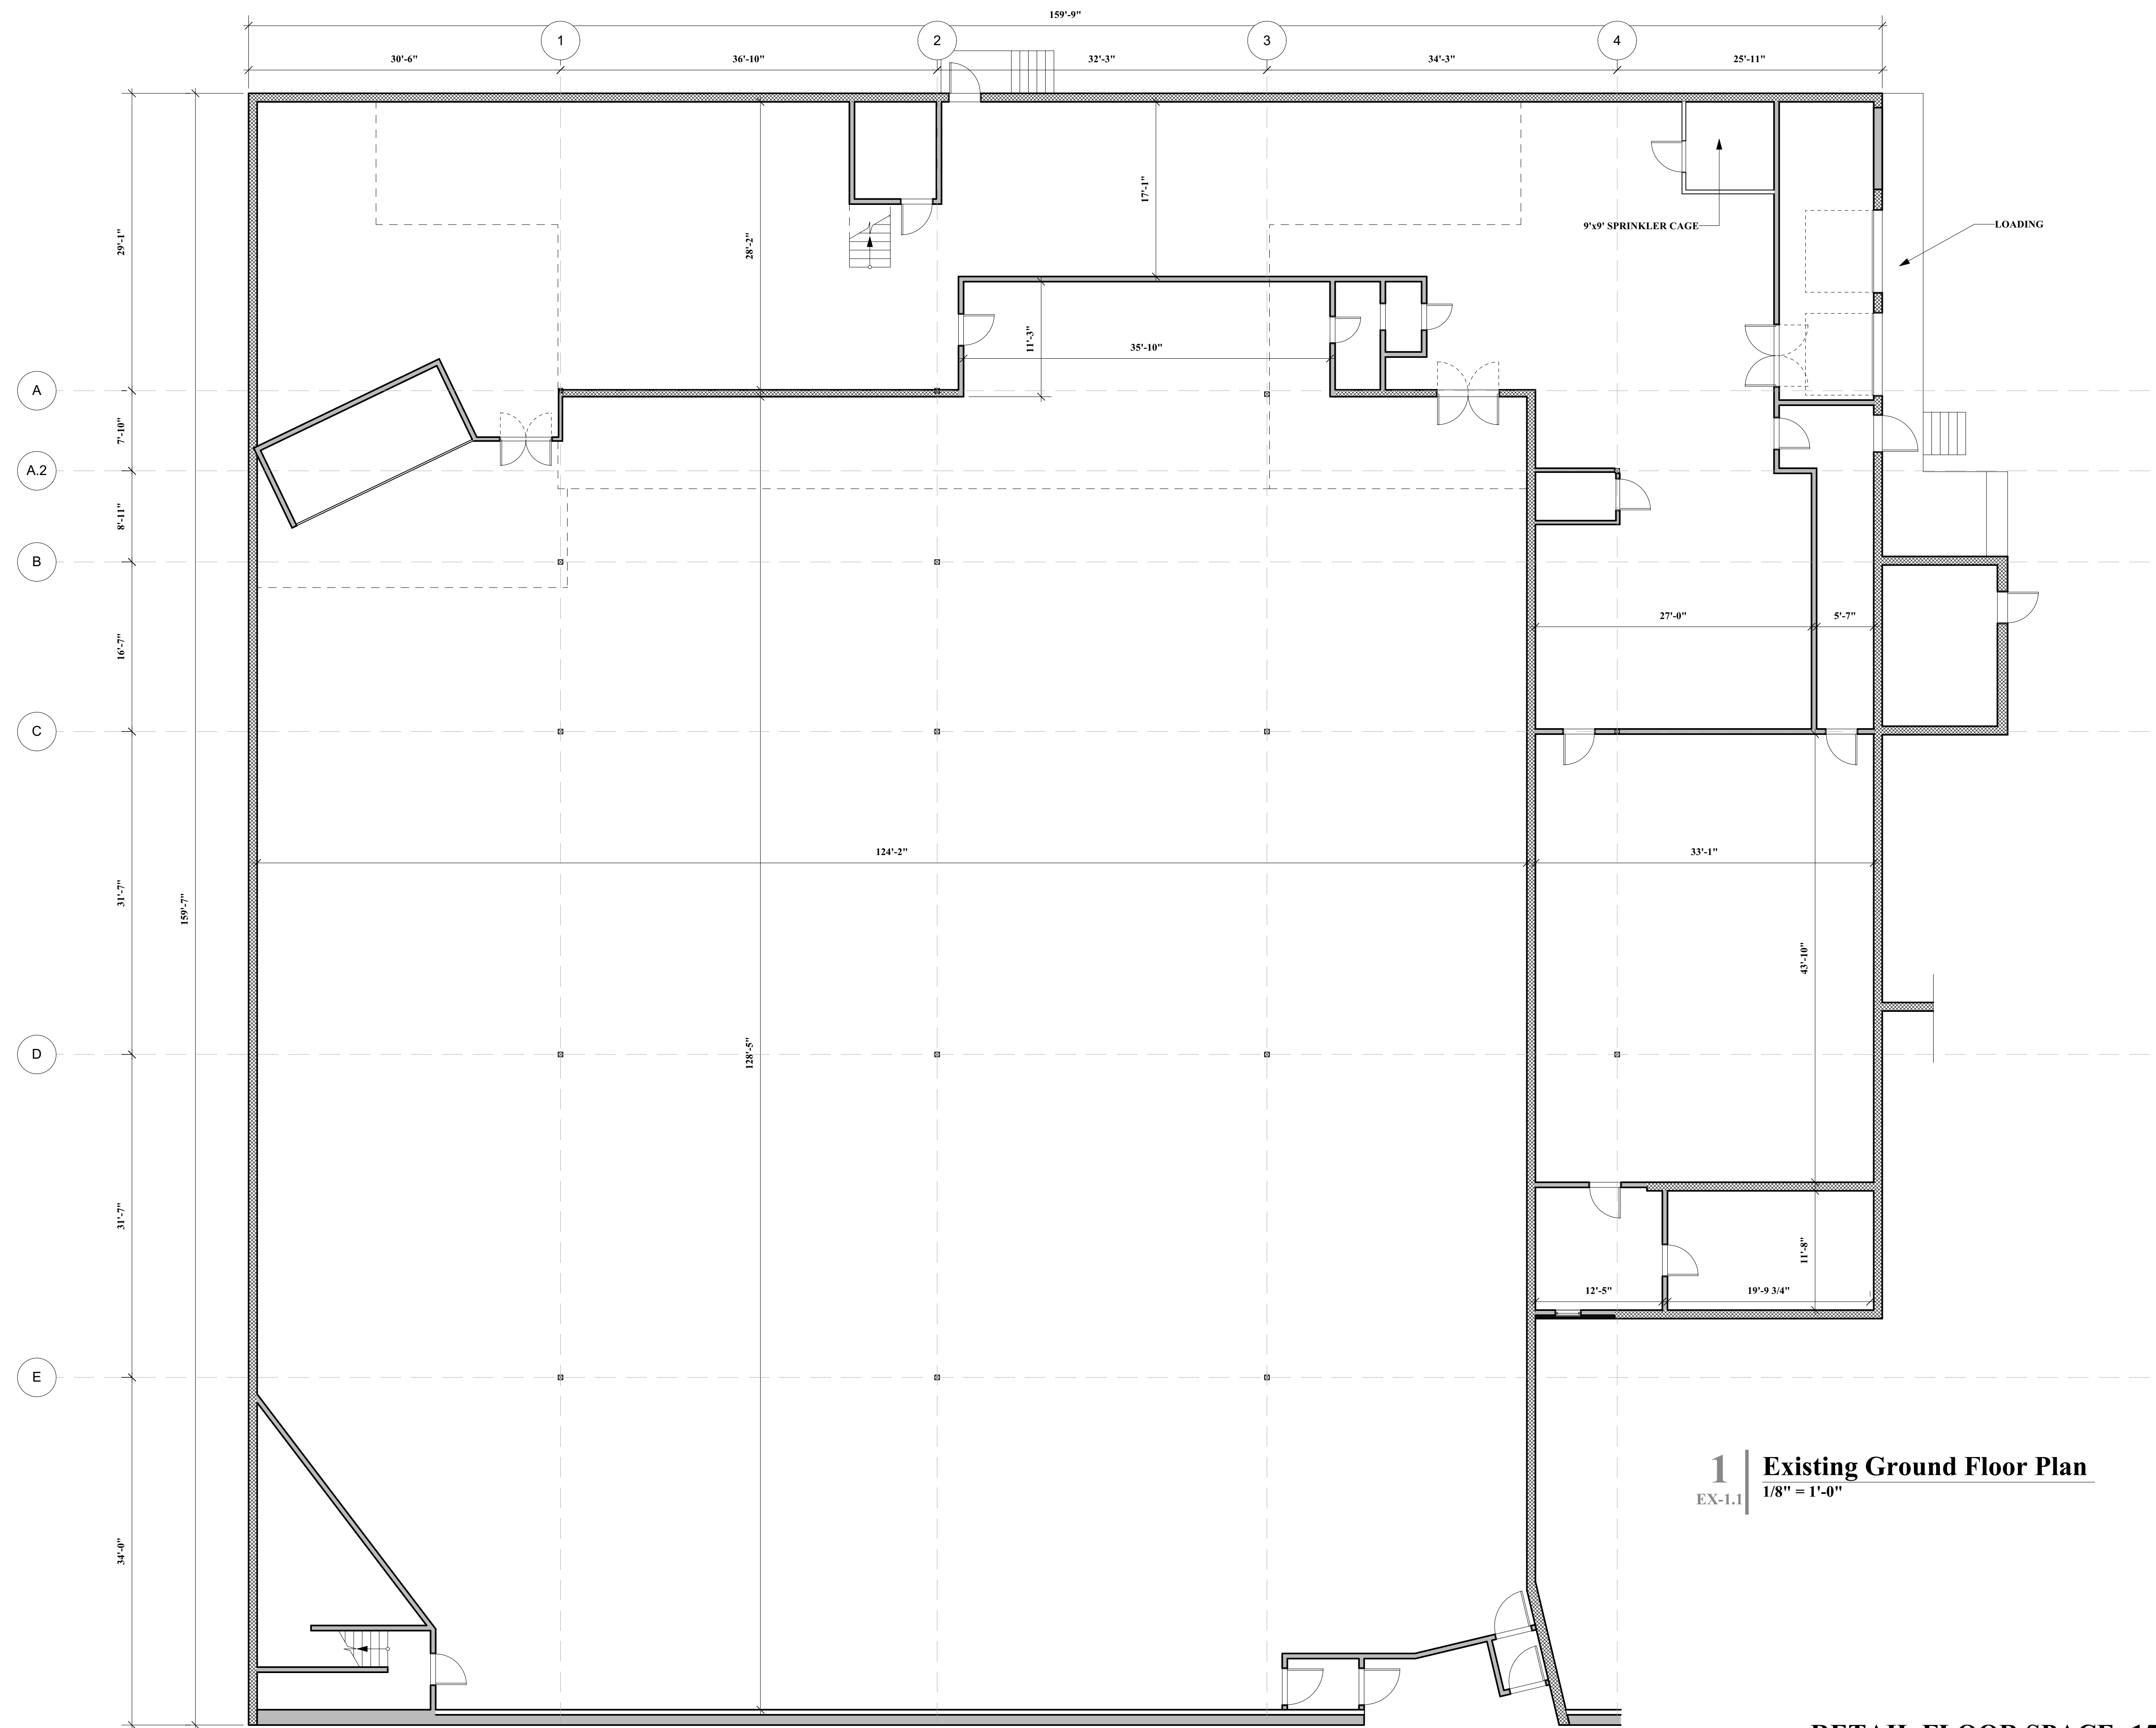 159'-9"
1
2
3
4
30'-6"
36'-10"
32'-3"
34'-3"
25'-11"
29'-1"
28'-2"
17'-1"
9'x9' SPRINKLER CAGE
LOADING
11'-3"
35'-10"
A
7'-10"
A.2
8'-11"
B
16'-7"
27'-0"
5'-7"
C
124'-2"
33'-1"
31'-7"
159'-7"
43'-10"
D
128'-5"
31'-7"
11'-8"
12'-5"
19'-9 3/4"
E
34'-0"
1
EX-1.1
Existing Ground Floor Plan
1/8" = 1'-0"